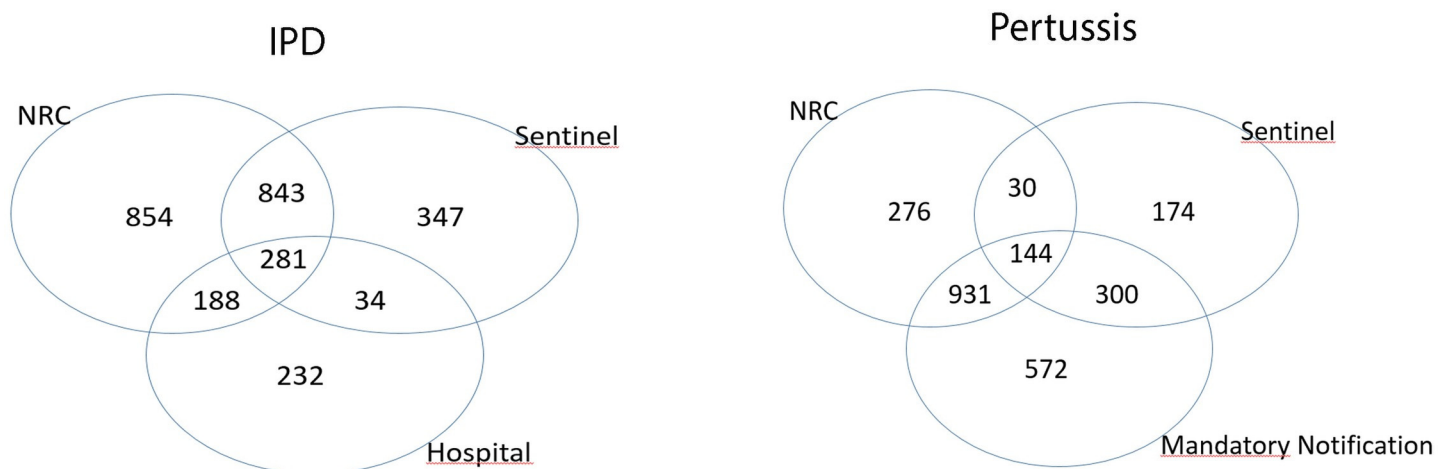 IPD
NRC
Sentinel
843
854
347
281
188
34
232
Hospital
Pertussis
NRC
Sentinel
30
276
174
144
931
300
572
Mandatory Notification